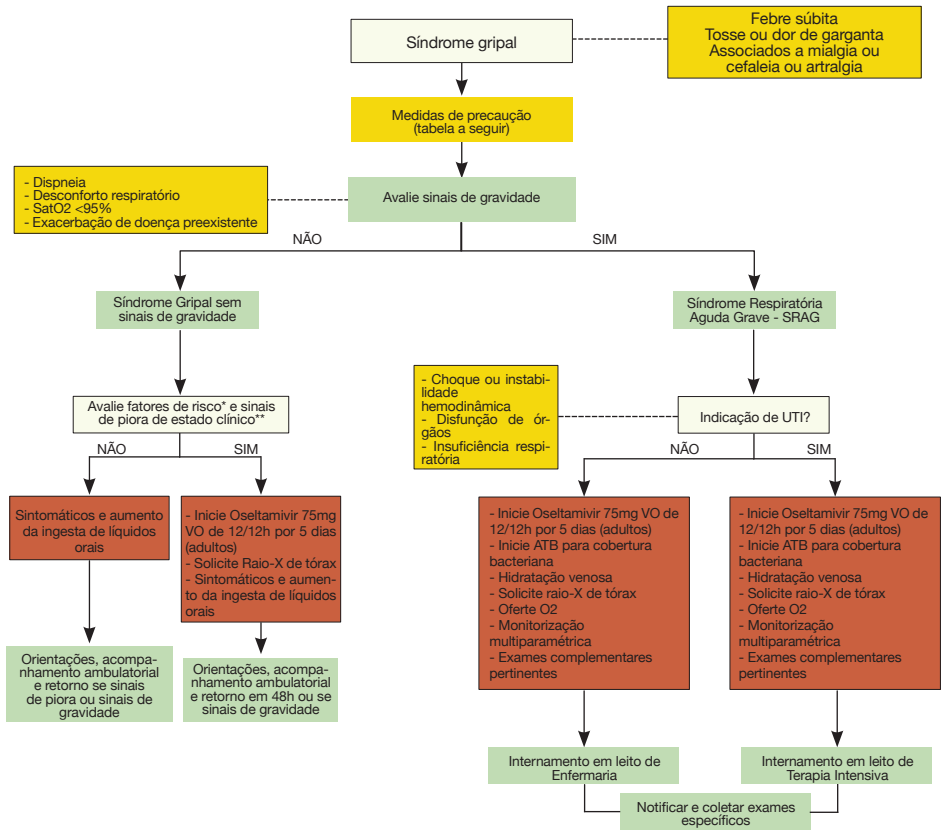 Síndrome gripal
Febre súbita
Tosse ou dor de garganta
Associados a mialgia ou
cefaleia ou artralgia
Medidas de precaução
(tabela a seguir)
- Dispneia
- Desconforto respiratório
- SatO2 <95%
- Exacerbação de doença preexistente
Avalie sinais de gravidade
NÃO
SIM
Síndrome Gripal sem
sinais de gravidade
Síndrome Respiratória
Aguda Grave - SRAG
Avalie fatores de risco* e sinais
de piora de estado clínico**
- Choque ou instabi-
lidade
hemodinâmica
- Disfunção de ór-
gãos
- Insuficiência respi-
ratória
Indicação de UTI?
NÃO
SIM
NÃO
SIM
Sintomáticos e aumento
da ingesta de líquidos
orais
- Inicie Oseltamivir 75mg
VO de 12/12h por 5 dias
(adultos)
- Solicite Raio-X de tórax
- Sintomáticos e aumen-
to da ingesta de líquidos
orais
- Inicie Oseltamivir 75mg VO de
12/12h por 5 dias (adultos)
- Inicie ATB para cobertura
bacteriana
- Hidratação venosa
- Solicite raio-X de tórax
- Oferte O2
- Monitorização
multiparamétrica
- Exames complementares
pertinentes
- Inicie Oseltamivir 75mg VO de
12/12h por 5 dias (adultos)
- Inicie ATB para cobertura
bacteriana
- Hidratação venosa
- Solicite raio-X de tórax
- Oferte O2
- Monitorização
multiparamétrica
- Exames complementares
pertinentes
Orientações, acompa-
nhamento ambulatorial
e retorno se sinais
de piora ou sinais de
gravidade
Orientações, acompa-
nhamento ambulatorial
e retorno em 48h ou se
sinais de gravidade
Internamento em leito de
Enfermaria
Internamento em leito de
Terapia Intensiva
Notificar e coletar exames
específicos